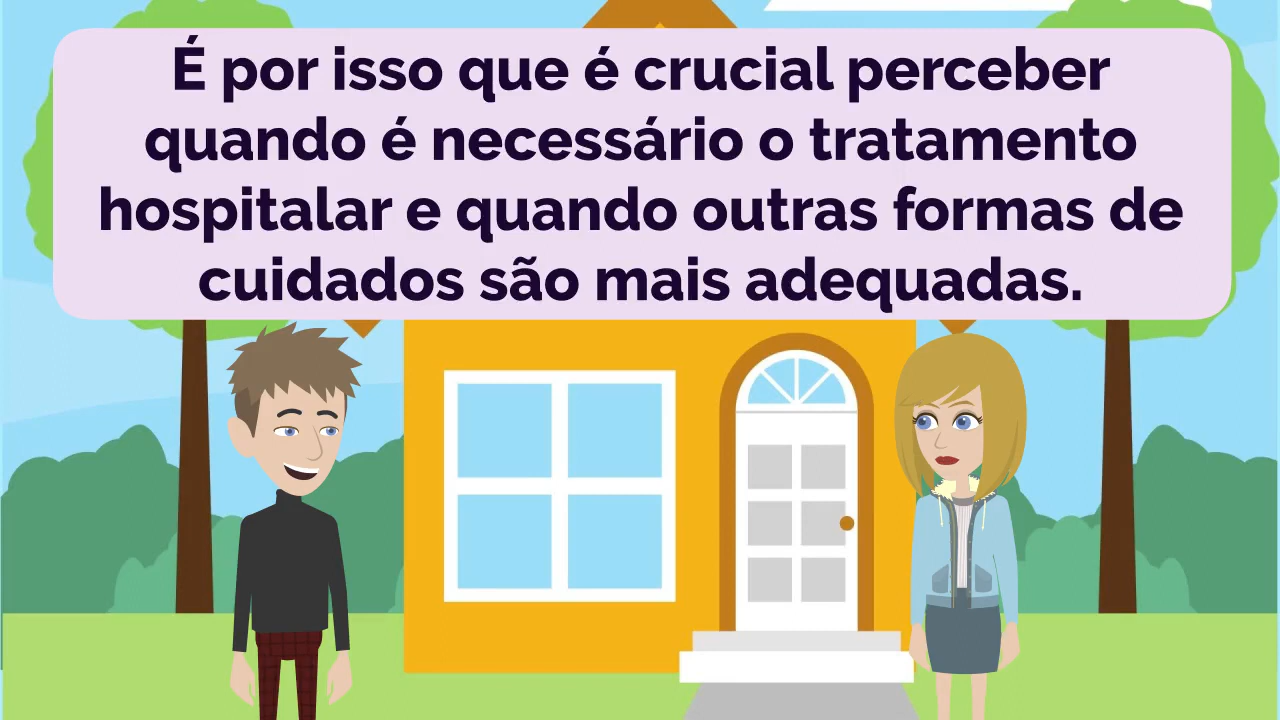 É por isso que é crucial perceber
quando é necessário o tratamento
hospitalar e quando outras formas de
cuidados são mais adequadas.